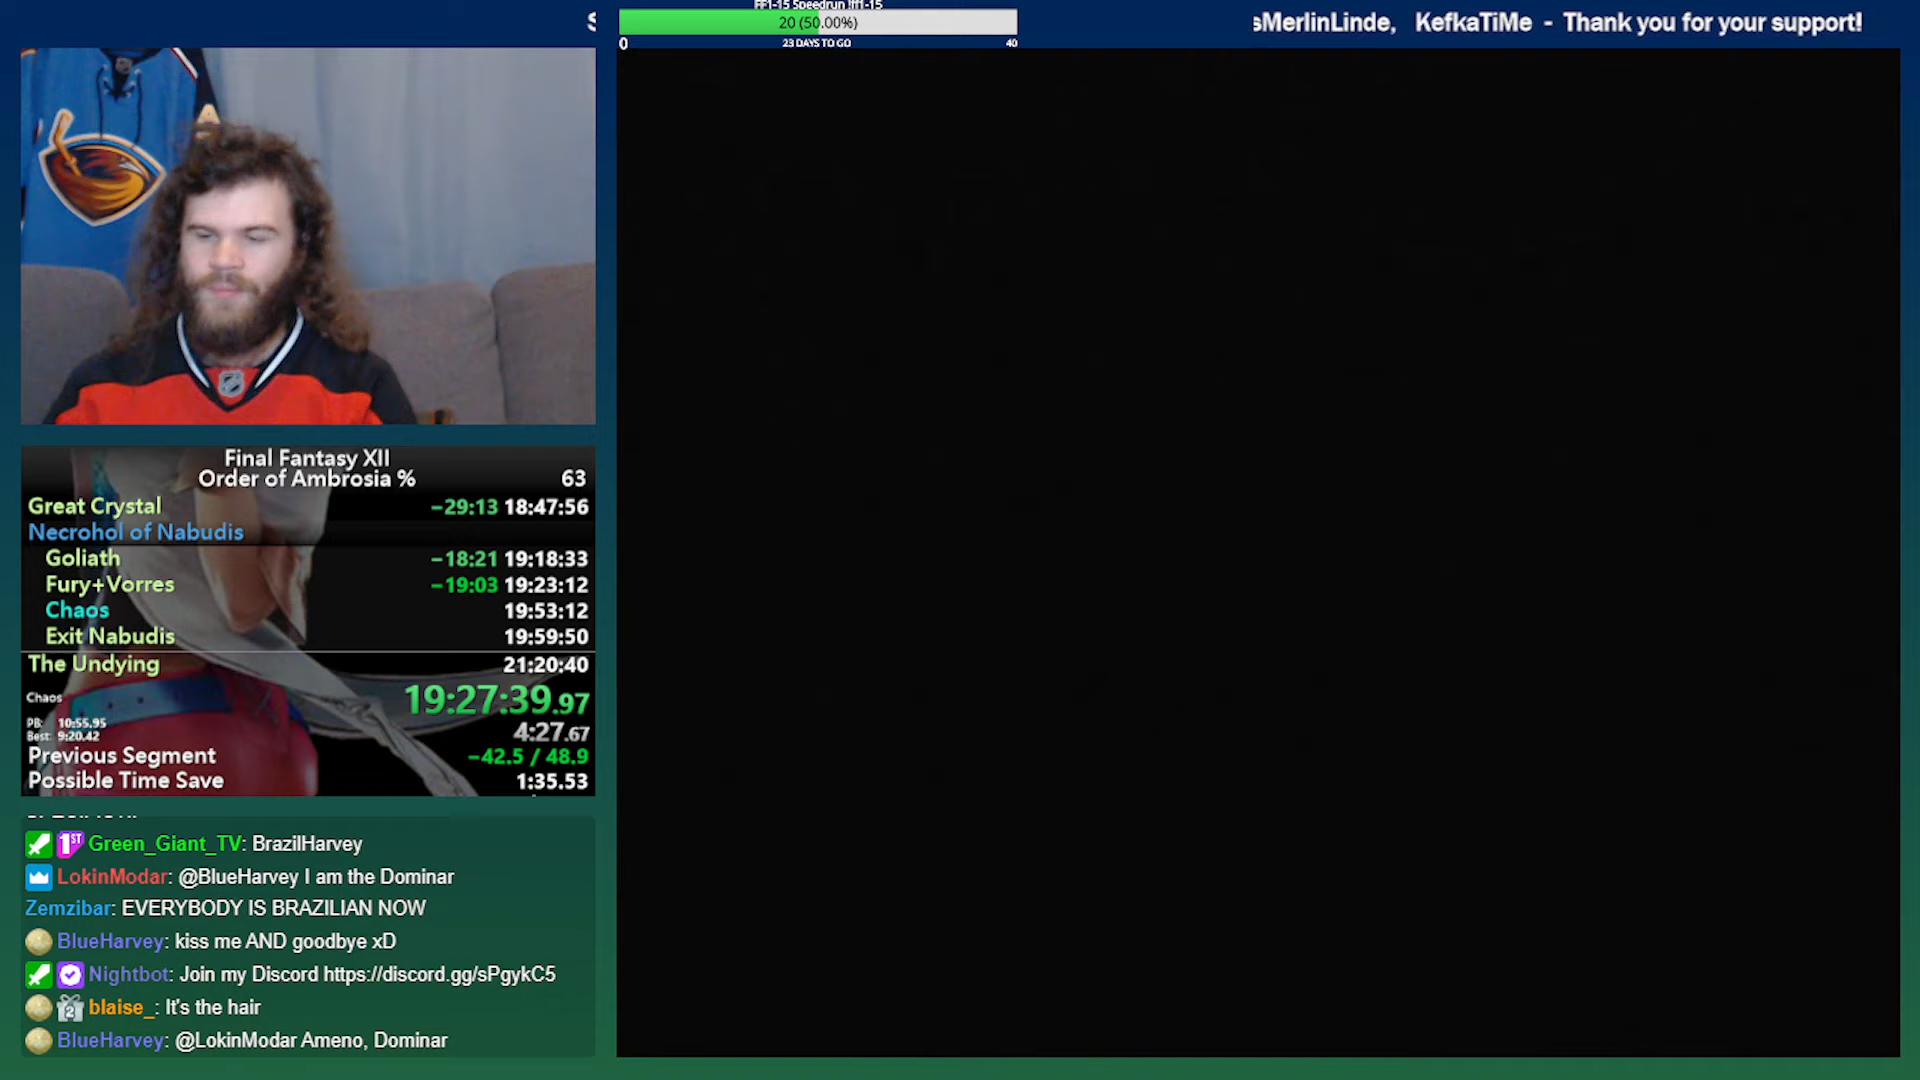 S
FF1-15 Speedrun !ff1-15
20 (50.00%)
0
23 DAYS TO GO
40
sMerlinLinde, KefkaTiMe - Thank you for your support!
Final Fantasy XII
Order of Ambrosia %
63
Great Crystal -29:13 18:47:56
Necrohol of Nabudis
Goliath -18:21 19:18:33
Fury+Vorres -19:03 19:23:12
Chaos 19:53:12
Exit Nabudis 19:59:50
The Undying 21:20:40
Chaos 19:27:39.97
PB: 10:55.95
Best: 9:20.42
4:27.67
Previous Segment -42.5 / 48.9
Possible Time Save 1:35.53
1ST Green_Giant_TV: BrazilHarvey
LokinModar: @BlueHarvey I am the Dominar
Zemzibar: EVERYBODY IS BRAZILIAN NOW
BlueHarvey: kiss me AND goodbye xD
Nightbot: Join my Discord https://discord.gg/sPgykC5
2 blaise_: It's the hair
BlueHarvey: @LokinModar Ameno, Dominar